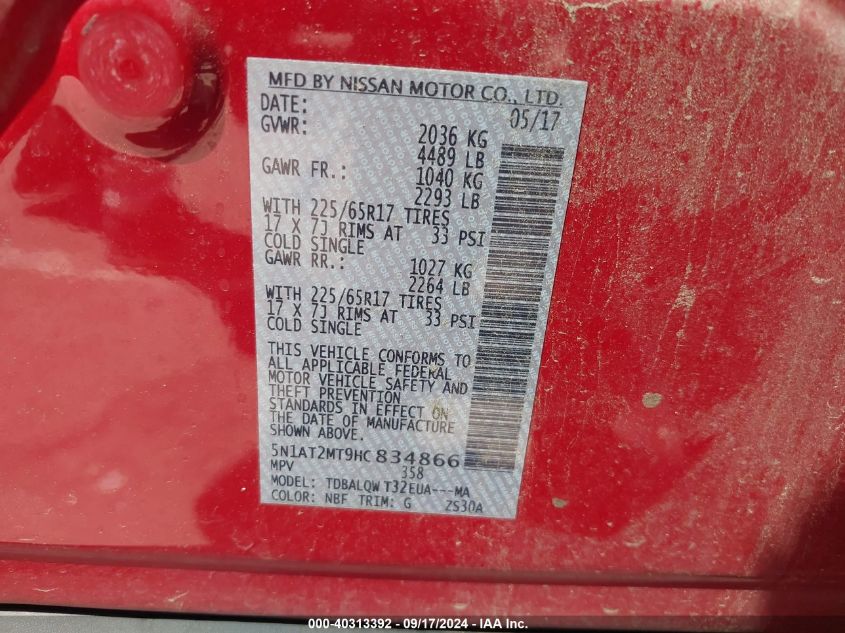 MFD BY NISSAN MOTOR CO., LTD.
DATE: 05/17
GVWR: 2036 KG
4489 LB
GAWR FR.: 1040 KG
2293 LB
WITH 225/65R17 TIRES
17 X 7J RIMS AT 33 PSI
COLD SINGLE
GAWR RR.: 1027 KG
2264 LB
WITH 225/65R17 TIRES
17 X 7J RIMS AT 33 PSI
COLD SINGLE
THIS VEHICLE CONFORMS TO
ALL APPLICABLE FEDERAL
MOTOR VEHICLE SAFETY AND
THEFT PREVENTION
STANDARDS IN EFFECT ON
THE DATE OF MANUFACTURE
SHOWN ABOVE.
5N1AT2MT9HC 834866
MPV 358
MODEL: TDBALQW T32EUA---MA
COLOR: NBF TRIM: G ZS30A
000-40313392 - 09/17/2024 - IAA Inc.